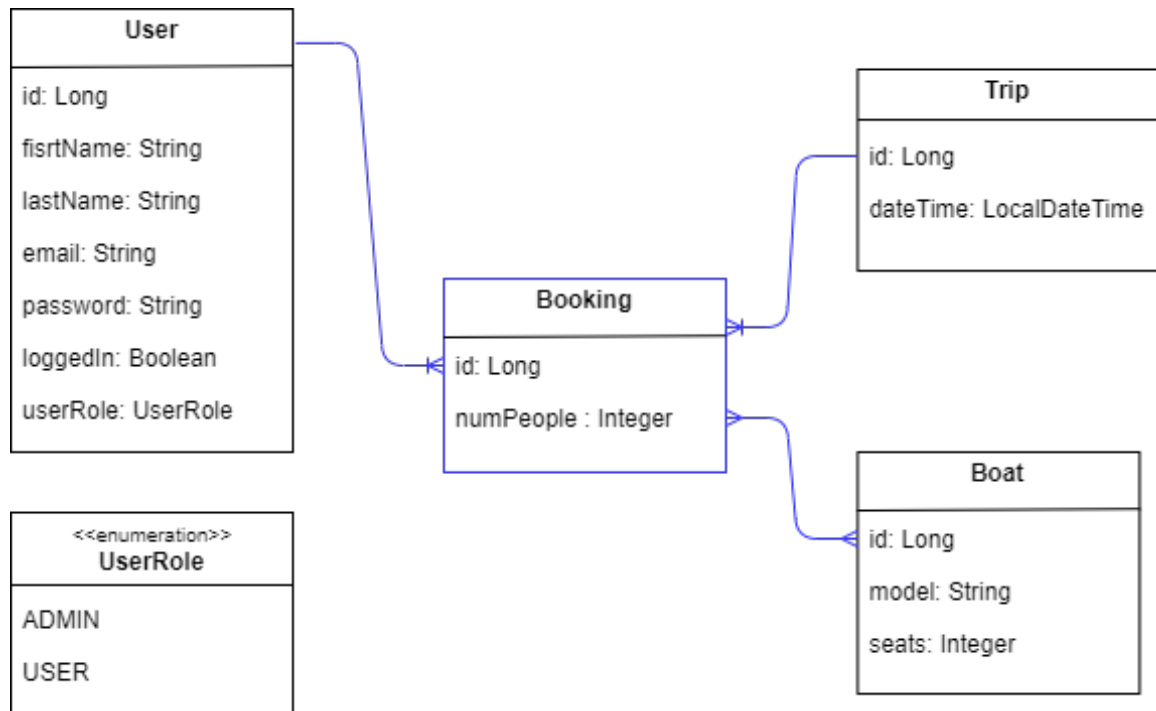 User
id: Long
fisrtName: String
lastName: String
email: String
password: String
loggedIn: Boolean
userRole: UserRole
<<enumeration>>
UserRole
ADMIN
USER
Booking
id: Long
numPeople : Integer
Trip
id: Long
dateTime: LocalDateTime
Boat
id: Long
model: String
seats: Integer